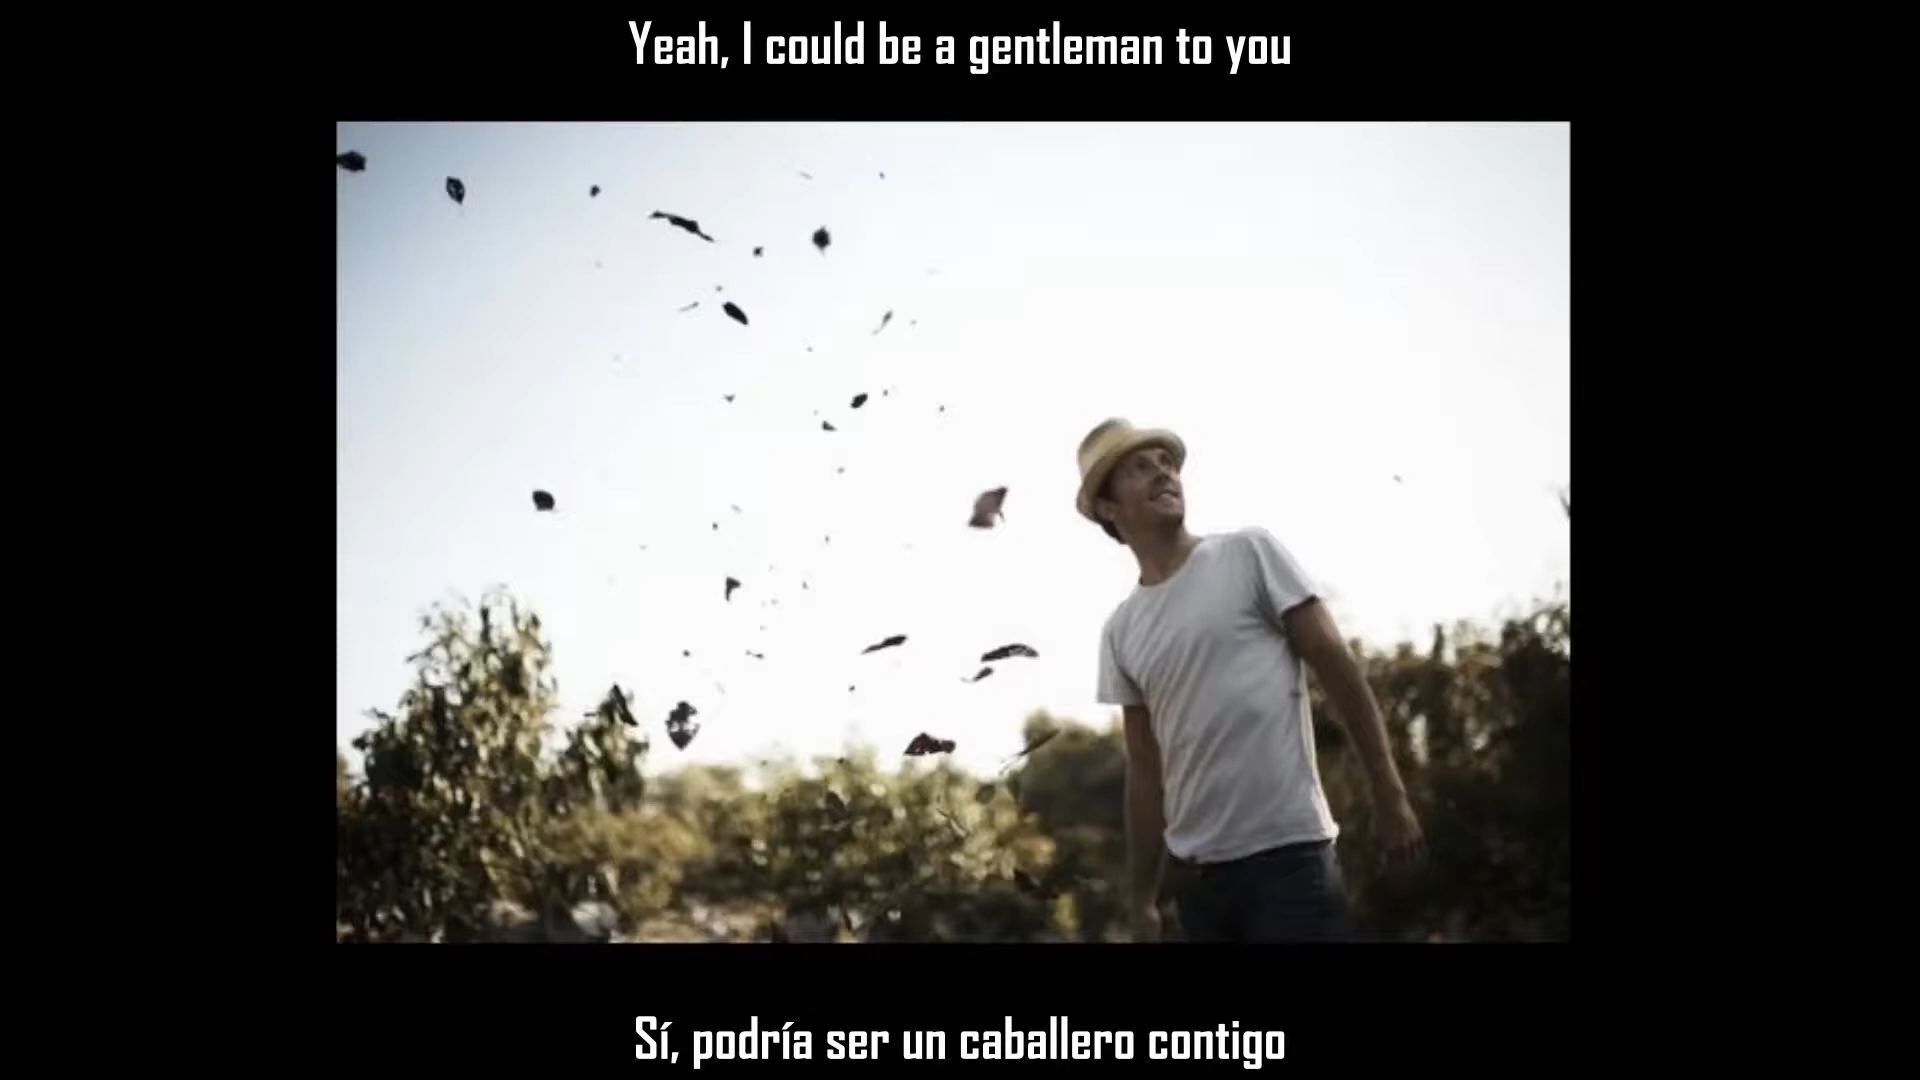 Yeah, I could be a gentleman to you
Sí, podría ser un caballero contigo